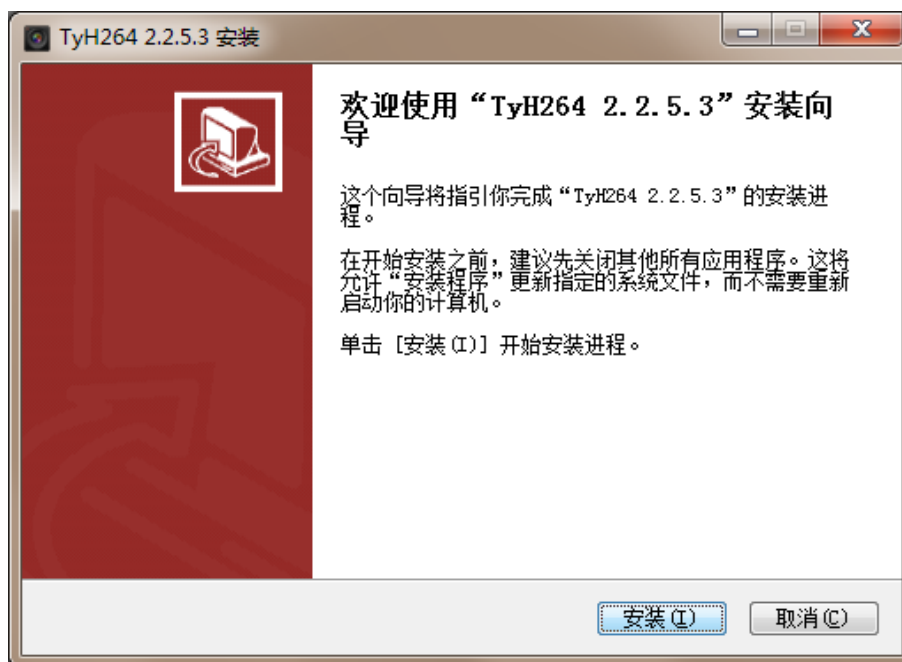 TyH264 2.2.5.3 安装
欢迎使用“TyH264 2.2.5.3”安装向
导
这个向导将指引你完成“TyH264 2.2.5.3”的安装进
程。
在开始安装之前，建议先关闭其他所有应用程序。这将
允许“安装程序”更新指定的系统文件，而不需要重新
启动你的计算机。
单击 [安装(I)] 开始安装进程。
安装(I)
取消(C)